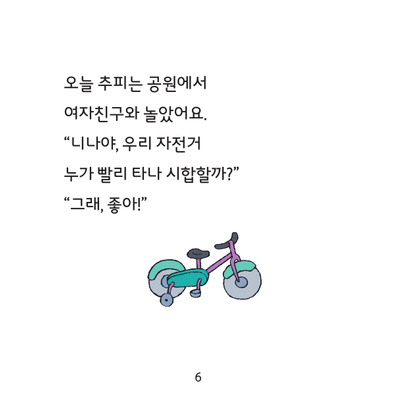 오늘 추피는 공원에서
여자친구와 놀았어요.
“니나야, 우리 자전거
누가 빨리 타나 시합할까?”
“그래, 좋아!”
6